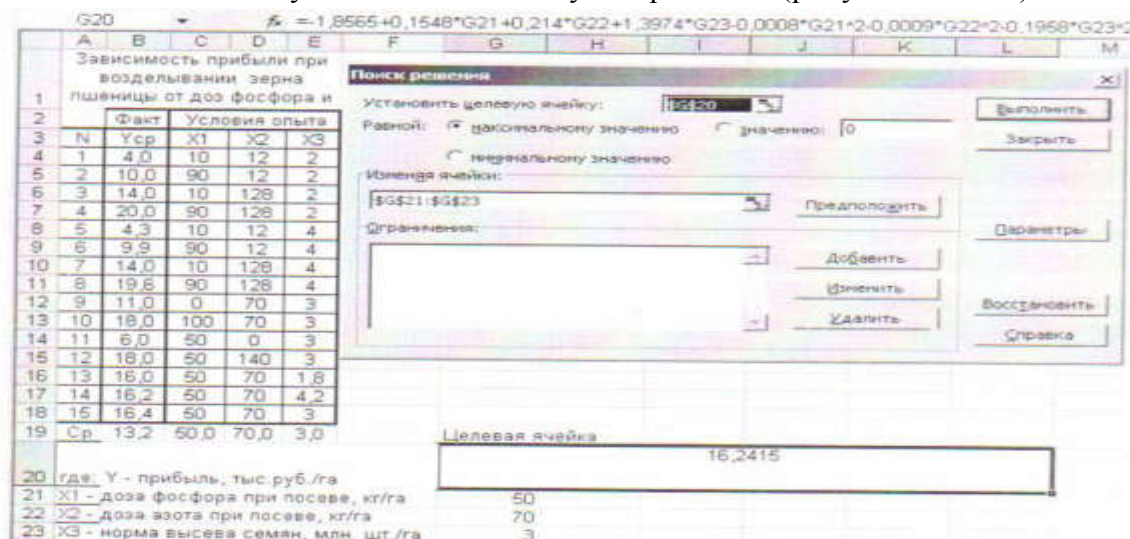 G20 fx =-1,8565+0,1548*G21+0,214*G22+1,3974*G23-0,0008*G21^2-0,0009*G22^2-0,1958*G23^2
A B C D E F G H I J K L M
1 Зависимость прибыли при
возделывании зерна
пшеницы от доз фосфора и
2 Факт Условия опыта
3 N Yср X1 X2 X3
4 1 4,0 10 12 2
5 2 10,0 90 12 2
6 3 14,0 10 128 2
7 4 20,0 90 128 2
8 5 4,3 10 12 4
9 6 9,9 90 12 4
10 7 14,0 10 128 4
11 8 19,6 90 128 4
12 9 11,0 0 70 3
13 10 18,0 100 70 3
14 11 6,0 50 0 3
15 12 18,0 50 140 3
16 13 16,0 50 70 1,8
17 14 16,2 50 70 4,2
18 15 16,4 50 70 3
19 Ср 13,2 50,0 70,0 3,0
Поиск решения
Установить целевую ячейку: $G$20
Равной: максимальному значению значению: 0
минимальному значению
Изменяя ячейки:
$G$21:$G$23
Предположить
Ограничения:
Добавить
Изменить
Удалить
Выполнить
Закрыть
Параметры
Восстановить
Справка
Целевая ячейка
16,2415
20 где: Y - прибыль, тыс.руб./га
21 X1 - доза фосфора при посеве, кг/га 50
22 X2 - доза азота при посеве, кг/га 70
23 X3 - норма высева семян, млн. шт./га 3